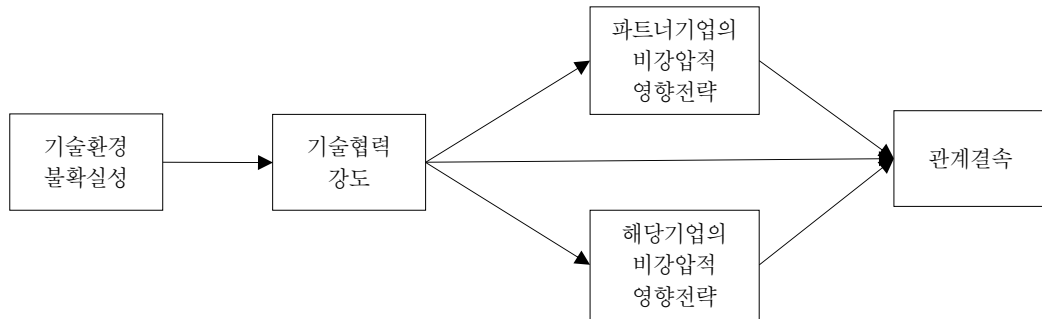 파트너기업의
비강압적
영향전략
기술환경
불확실성
기술협력
강도
관계결속
해당기업의
비강압적
영향전략